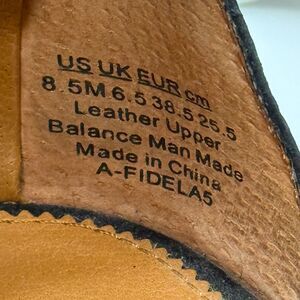 US UK EUR cm
8.5M 6.5 38.5 25.5
Leather Upper
Balance Man Made
Made in China
A-FIDELA5